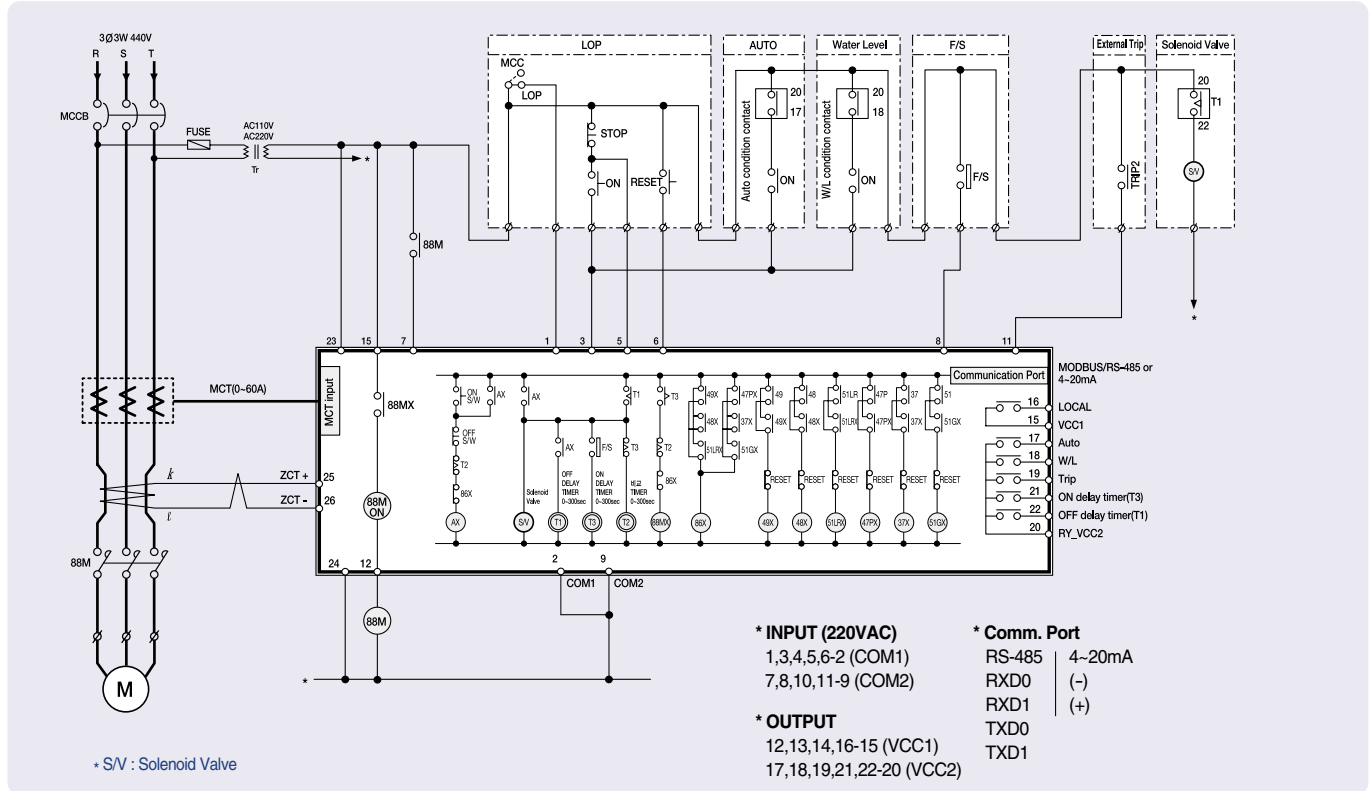 3Ø3W 440V
R S T
MCCB
FUSE
AC110V
AC220V
Tr
*
88M
LOP
MCC
LOP
STOP
ON
RESET
AUTO
Auto condition contact
20
17
ON
Water Level
W/L condition contact
20
18
ON
F/S
F/S
External Trip
TRIP2
Solenoid Valve
20
T1
22
S/V
*
23 15 7 1 3 5 6 8 11
MCT(0~60A)
MCT input
88MX
88M
ON
k
l
ZCT +
ZCT -
25
26
88M
M
24 12
88M
*
2 9
COM1 COM2
ON
S/W
AX
OFF
S/W
T2
86X
AX
AX
Solenoid
Valve
S/V
AX
OFF
DELAY
TIMER
0~300sec
T1
F/S
ON
DELAY
TIMER
0~300sec
T3
T1
T3
TIMER
0~300sec
T2
T3
T2
86X
88MX
49X 47PX
48X 37X
51LRX 51GX
86X
49 48 51LR 47P 37 51
49X 48X 51LRX 47PX 37X 51GX
RESET RESET RESET RESET RESET RESET
49X 48X 51LRX 47PX 37X 51GX
Communication Port
MODBUS/RS-485 or
4~20mA
16 LOCAL
15 VCC1
17 Auto
18 W/L
19 Trip
21 ON delay timer(T3)
22 OFF delay timer(T1)
20 RY_VCC2
* INPUT (220VAC)
1,3,4,5,6-2 (COM1)
7,8,10,11-9 (COM2)
* OUTPUT
12,13,14,16-15 (VCC1)
17,18,19,21,22-20 (VCC2)
* Comm. Port
RS-485 4~20mA
RXD0 (-)
RXD1 (+)
TXD0
TXD1
* S/V : Solenoid Valve